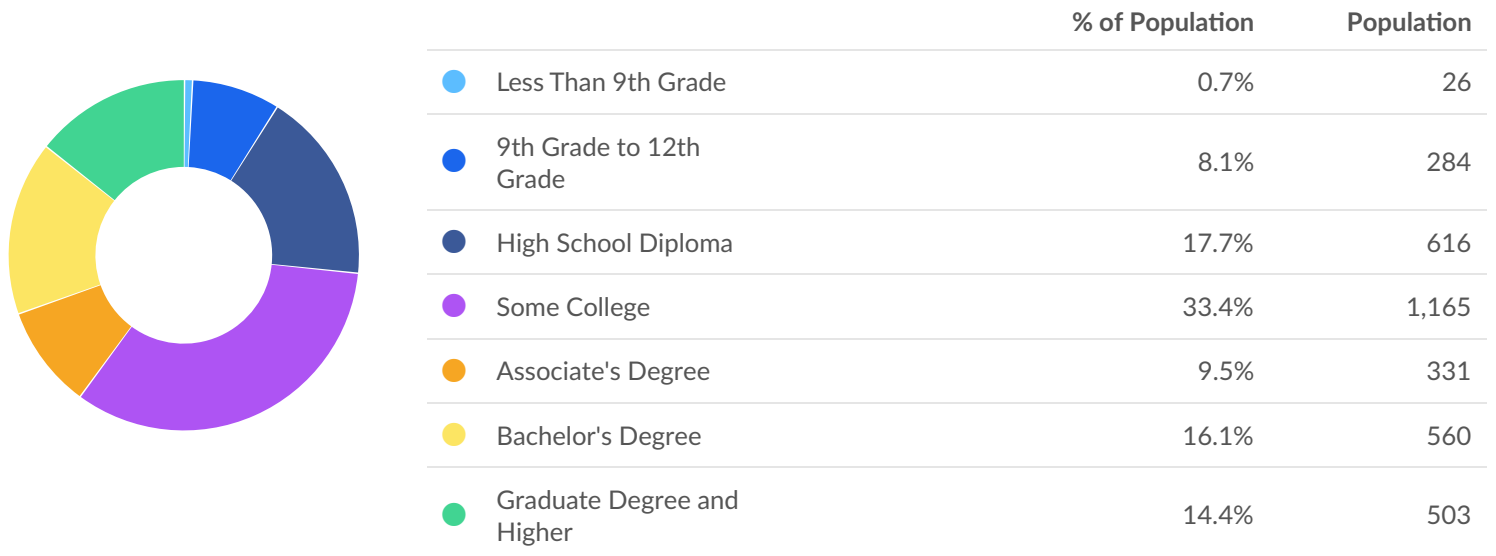 % of Population Population
Less Than 9th Grade 0.7% 26
9th Grade to 12th
Grade 8.1% 284
High School Diploma 17.7% 616
Some College 33.4% 1,165
Associate's Degree 9.5% 331
Bachelor's Degree 16.1% 560
Graduate Degree and
Higher 14.4% 503